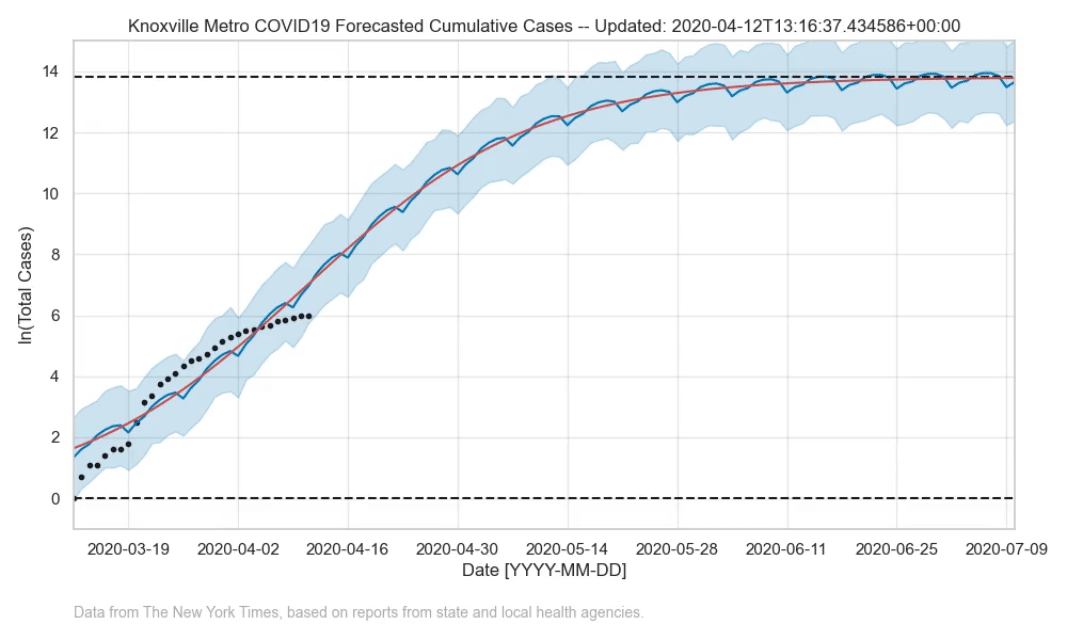 Knoxville Metro COVID19 Forecasted Cumulative Cases -- Updated: 2020-04-12T13:16:37.434586+00:00
14
12
10
8
6
4
2
0
ln(Total Cases)
2020-03-19 2020-04-02 2020-04-16 2020-04-30 2020-05-14 2020-05-28 2020-06-11 2020-06-25 2020-07-09
Date [YYYY-MM-DD]
Data from The New York Times, based on reports from state and local health agencies.